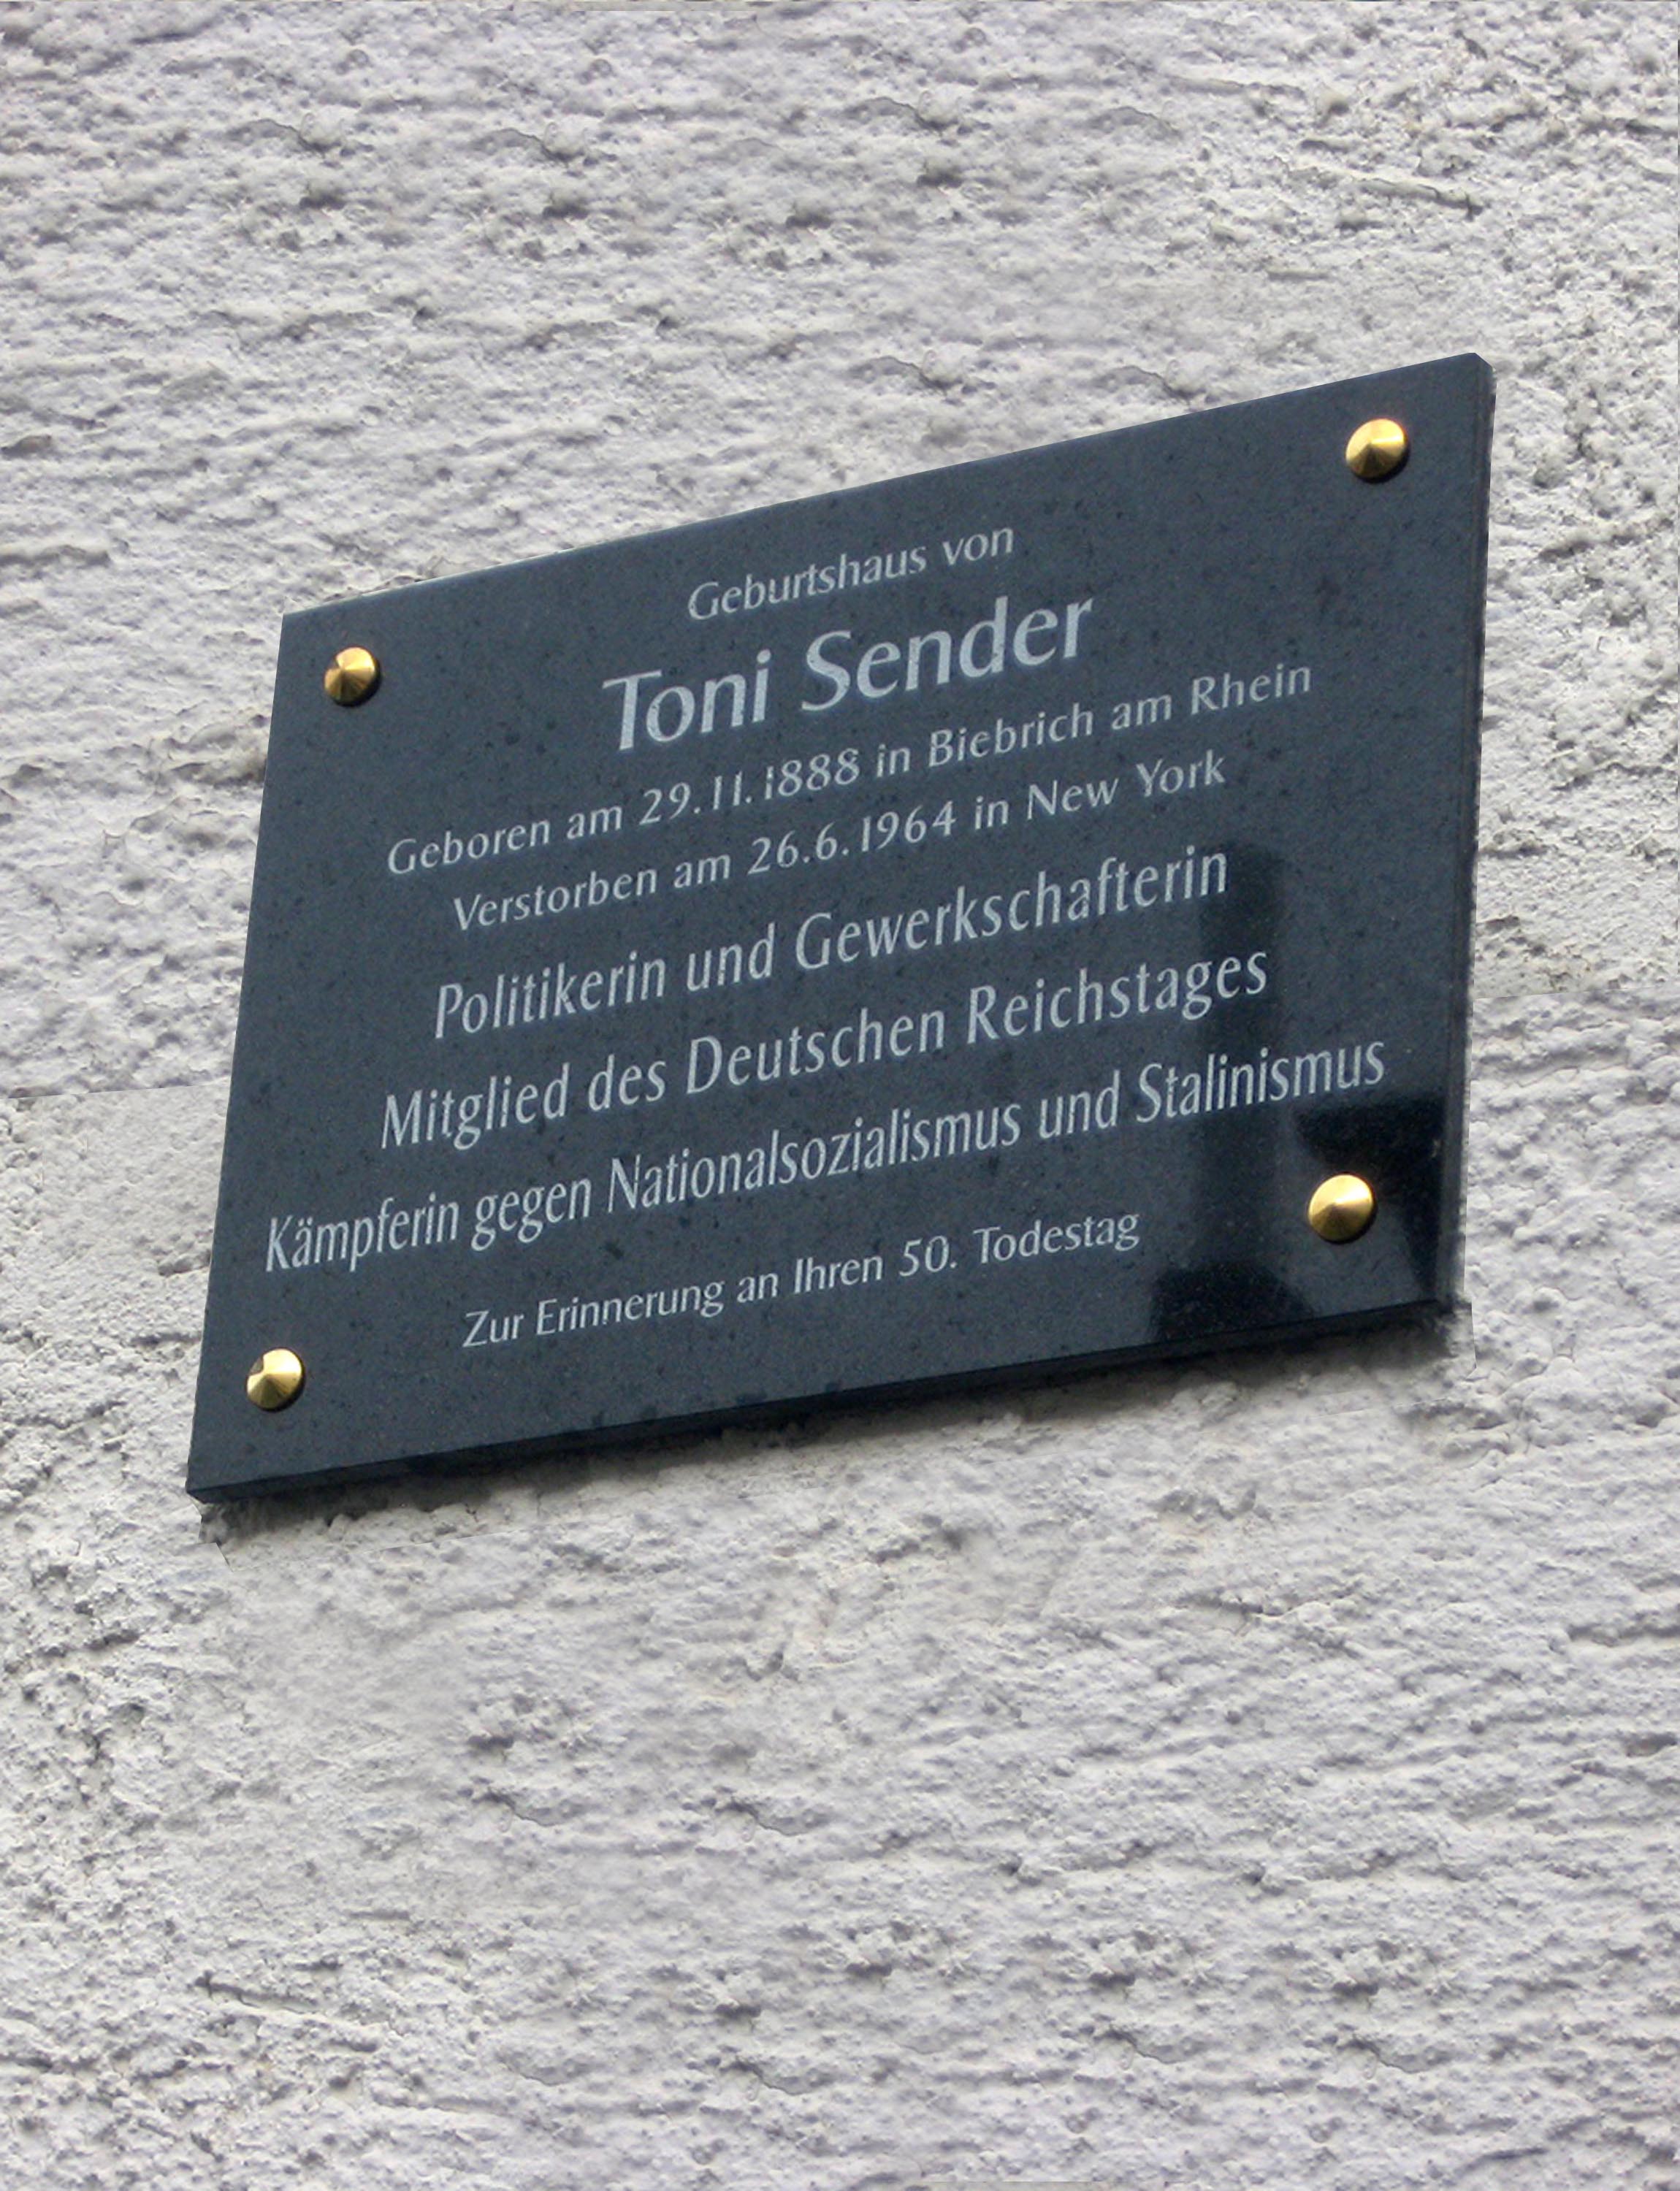 Geburtshaus von
Toni Sender
Geboren am 29.11.1888 in Biebrich am Rhein
Verstorben am 26.6.1964 in New York
Politikerin und Gewerkschafterin
Mitglied des Deutschen Reichstages
Kämpferin gegen Nationalsozialismus und Stalinismus
Zur Erinnerung an Ihren 50. Todestag